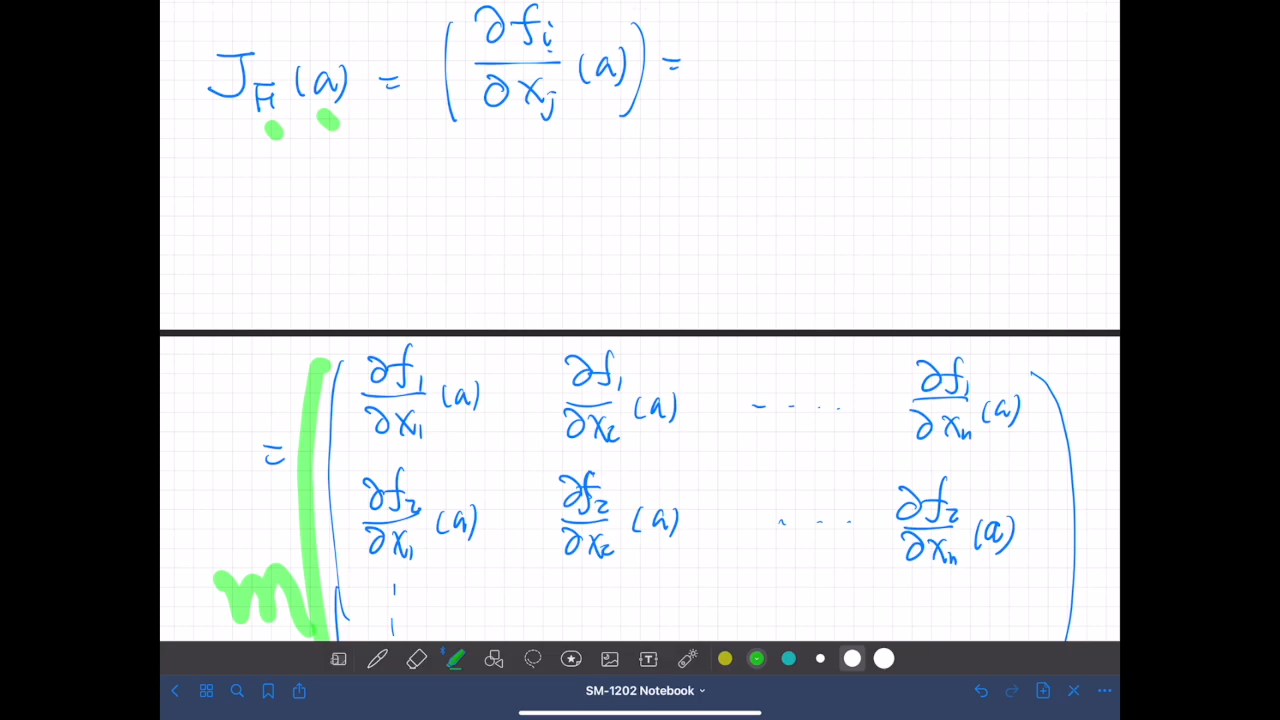 J_F (a) = ( ∂f_i / ∂x_j (a) ) =
= ( ∂f_1/∂x_1 (a) ∂f_1/∂x_2 (a) - · · · ∂f_1/∂x_n (a)
m ∂f_2/∂x_1 (a) ∂f_2/∂x_2 (a) · · · ∂f_2/∂x_n (a) )
⋮
SM-1202 Notebook